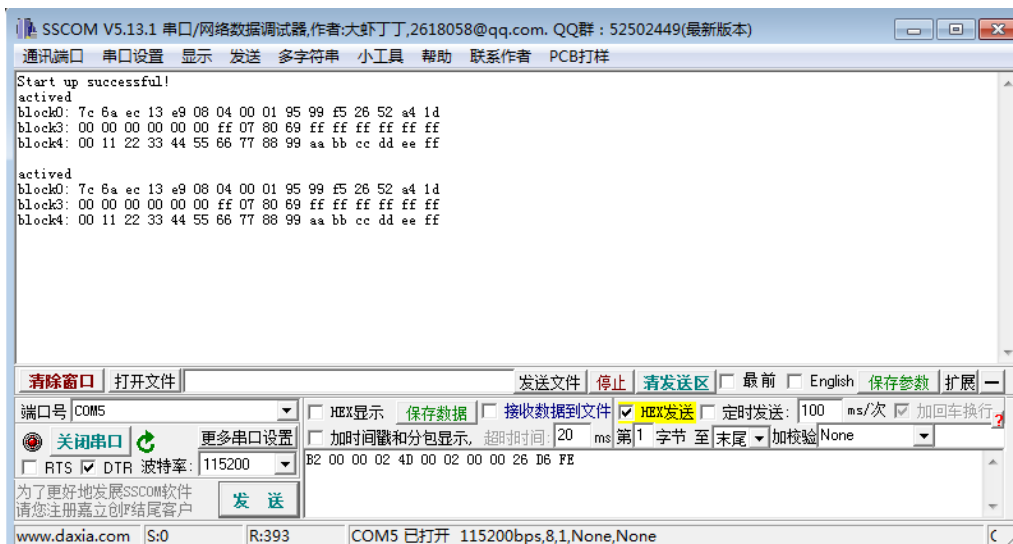 SSCOM V5.13.1 串口/网络数据调试器,作者:大虾丁丁,2618058@qq.com. QQ群：52502449(最新版本)
通讯端口 串口设置 显示 发送 多字符串 小工具 帮助 联系作者 PCB打样
Start up successful!
actived
block0: 7c 6a ec 13 e9 08 04 00 01 95 99 f5 26 52 a4 1d
block3: 00 00 00 00 00 00 ff 07 80 69 ff ff ff ff ff ff
block4: 00 11 22 33 44 55 66 77 88 99 aa bb cc dd ee ff
actived
block0: 7c 6a ec 13 e9 08 04 00 01 95 99 f5 26 52 a4 1d
block3: 00 00 00 00 00 00 ff 07 80 69 ff ff ff ff ff ff
block4: 00 11 22 33 44 55 66 77 88 99 aa bb cc dd ee ff
清除窗口 打开文件 发送文件 停止 清发送区 最前 English 保存参数 扩展 —
端口号 COM5 HEX显示 保存数据 接收数据到文件 HEX发送 定时发送: 100 ms/次 加回车换行
关闭串口 更多串口设置 加时间戳和分包显示, 超时时间: 20 ms 第1 字节 至 末尾 加校验 None ?
RTS DTR 波特率: 115200 B2 00 00 02 4D 00 02 00 00 26 D6 FE
为了更好地发展SSCOM软件
请您注册嘉立创F结尾客户
发 送
www.daxia.com S:0 R:393 COM5 已打开 115200bps,8,1,None,None